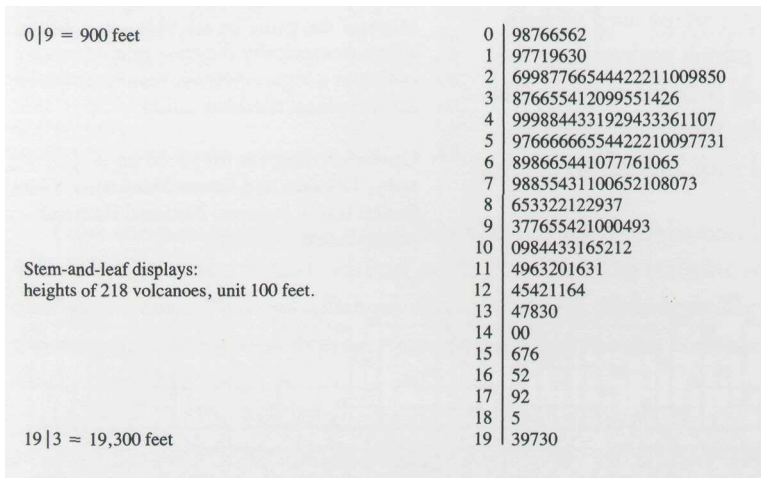 0|9 = 900 feet
0 | 98766562
1 | 97719630
2 | 69987766544422211009850
3 | 876655412099551426
4 | 9998844331929433361107
5 | 97666666554422210097731
6 | 898665441077761065
7 | 98855431100652108073
8 | 653322122937
9 | 377655421000493
10 | 0984433165212
11 | 4963201631
12 | 45421164
13 | 47830
14 | 00
15 | 676
16 | 52
17 | 92
18 | 5
19 | 39730
Stem-and-leaf displays:
heights of 218 volcanoes, unit 100 feet.
19|3 = 19,300 feet